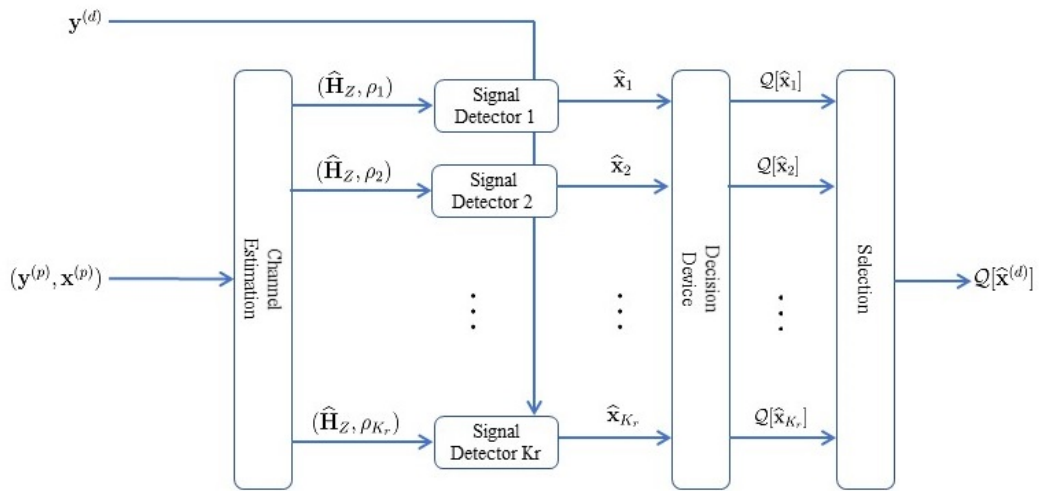 𝐲^(d)
(Ĥ_Z, ρ_1)
Signal
Detector 1
x̂_1
𝒬[x̂_1]
(Ĥ_Z, ρ_2)
Signal
Detector 2
x̂_2
𝒬[x̂_2]
(𝐲^(p), 𝐱^(p))
Channel
Estimation
Decision
Device
Selection
𝒬[x̂^(d)]
(Ĥ_Z, ρ_{K_r})
Signal
Detector Kr
x̂_{K_r}
𝒬[x̂_{K_r}]